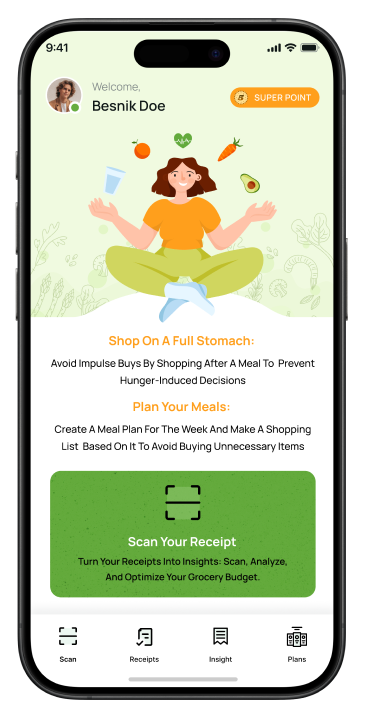 9:41
Welcome,
Besnik Doe
SUPER POINT
Shop On A Full Stomach:
Avoid Impulse Buys By Shopping After A Meal To Prevent
Hunger-Induced Decisions
Plan Your Meals:
Create A Meal Plan For The Week And Make A Shopping
List Based On It To Avoid Buying Unnecessary Items
Scan Your Receipt
Turn Your Receipts Into Insights: Scan, Analyze,
And Optimize Your Grocery Budget.
Scan
Receipts
Insight
Plans